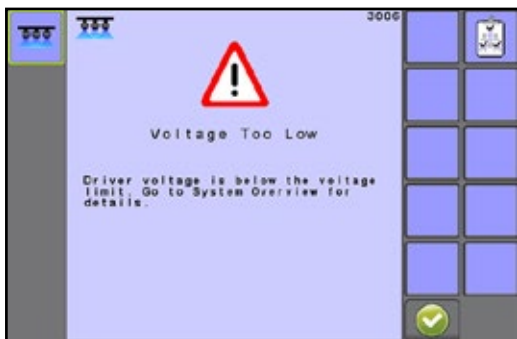 3006
Voltage Too Low
Driver voltage is below the voltage
limit. Go to System Overview for
details.